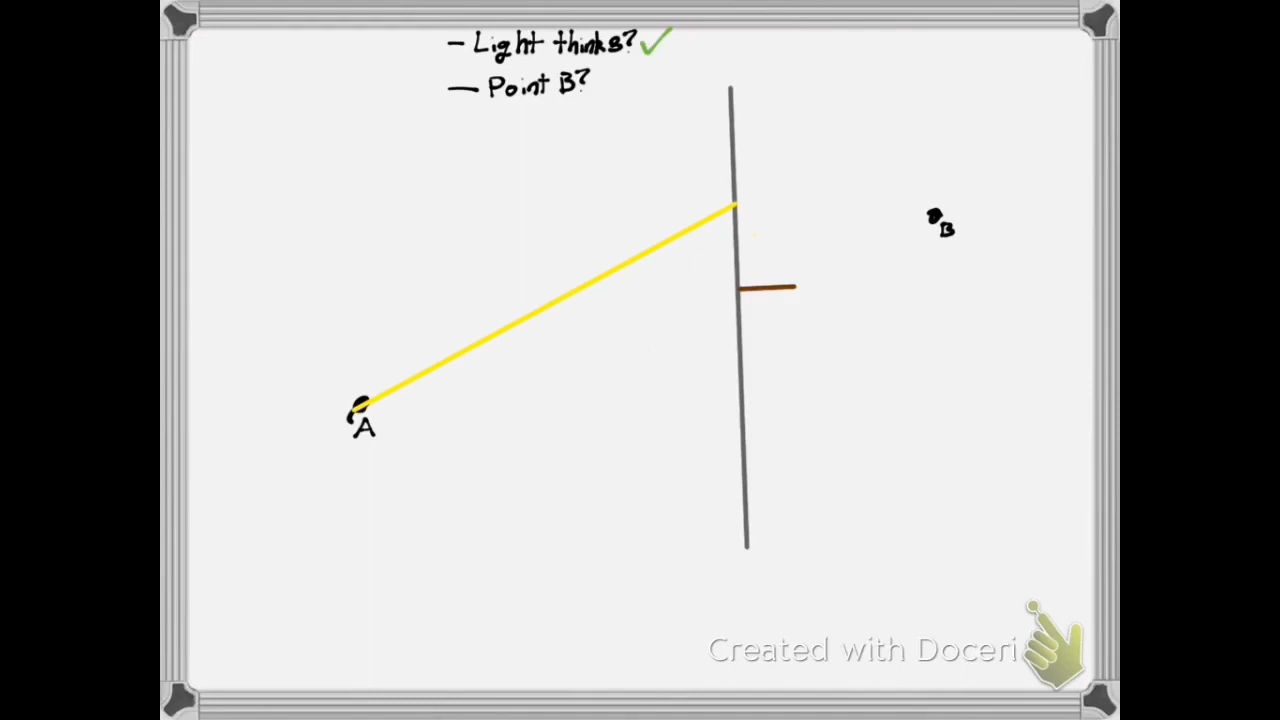 - Light thinks? ✓
- Point B?
B
A
Created with Doceri